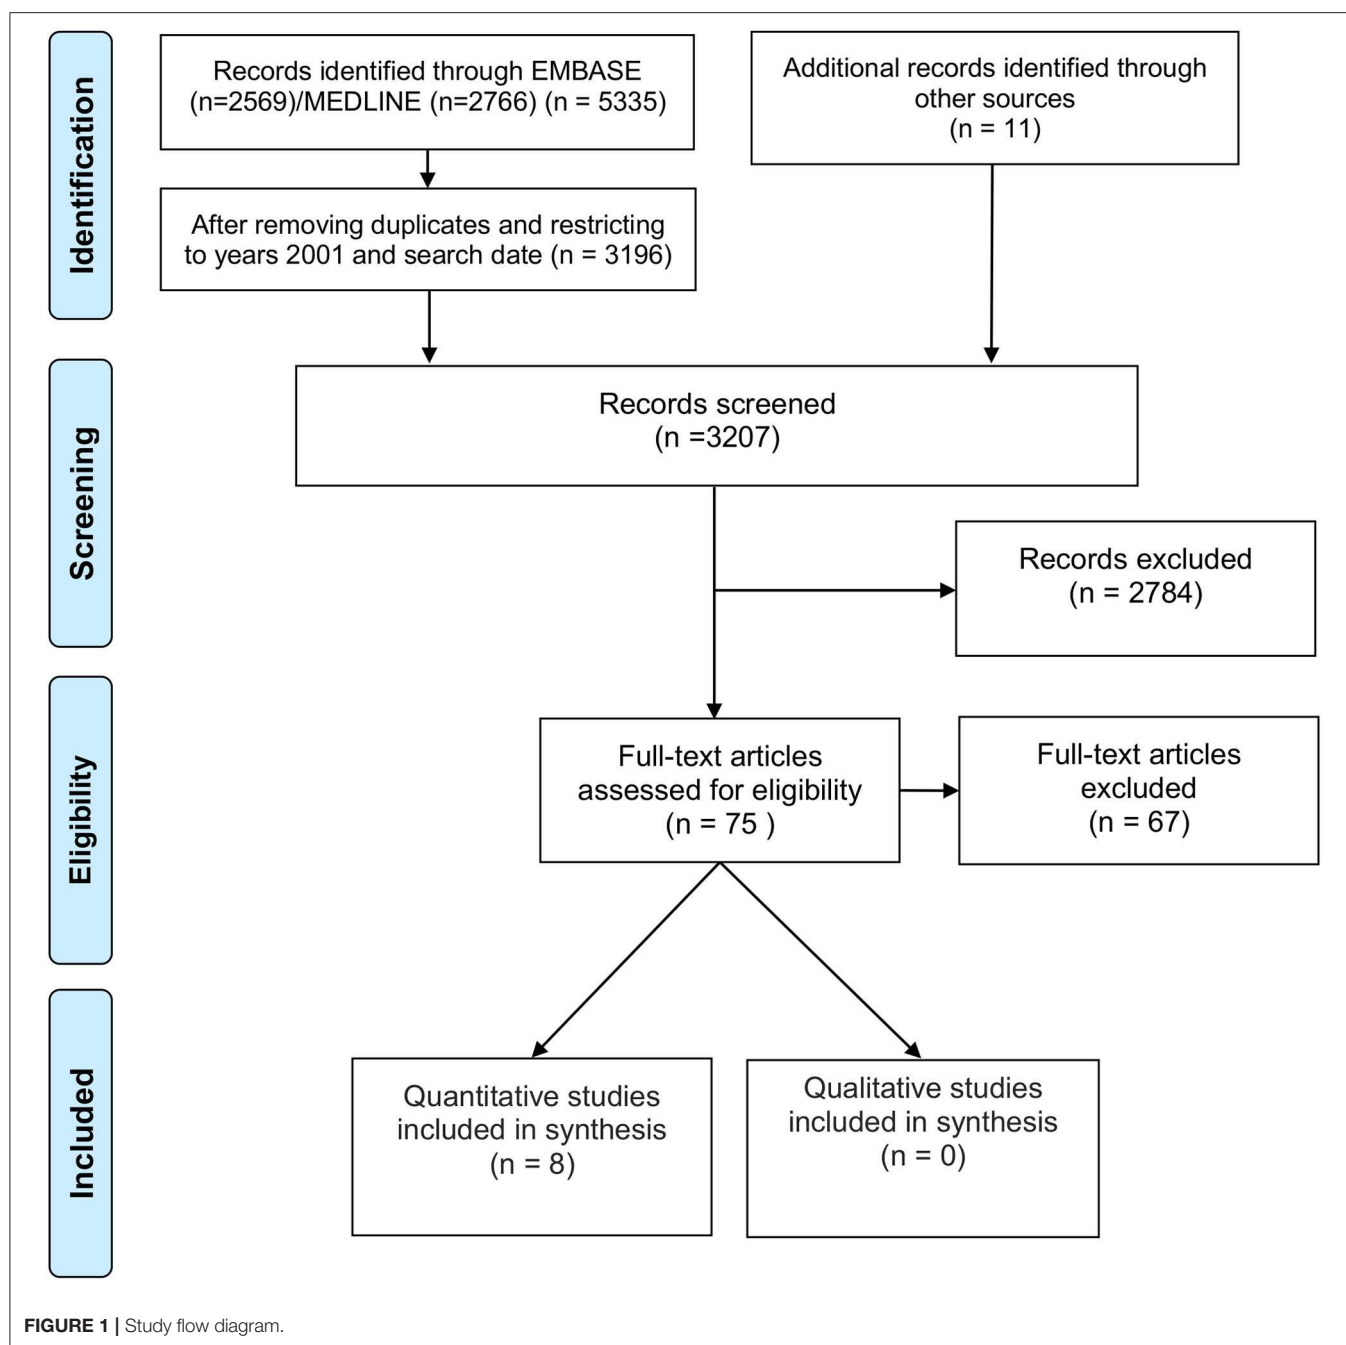 Identification
Records identified through EMBASE
(n=2569)/MEDLINE (n=2766) (n = 5335)
Additional records identified through
other sources
(n = 11)
After removing duplicates and restricting
to years 2001 and search date (n = 3196)
Screening
Records screened
(n =3207)
Records excluded
(n = 2784)
Eligibility
Full-text articles
assessed for eligibility
(n = 75 )
Full-text articles
excluded
(n = 67)
Included
Quantitative studies
included in synthesis
(n = 8)
Qualitative studies
included in synthesis
(n = 0)
FIGURE 1 | Study flow diagram.